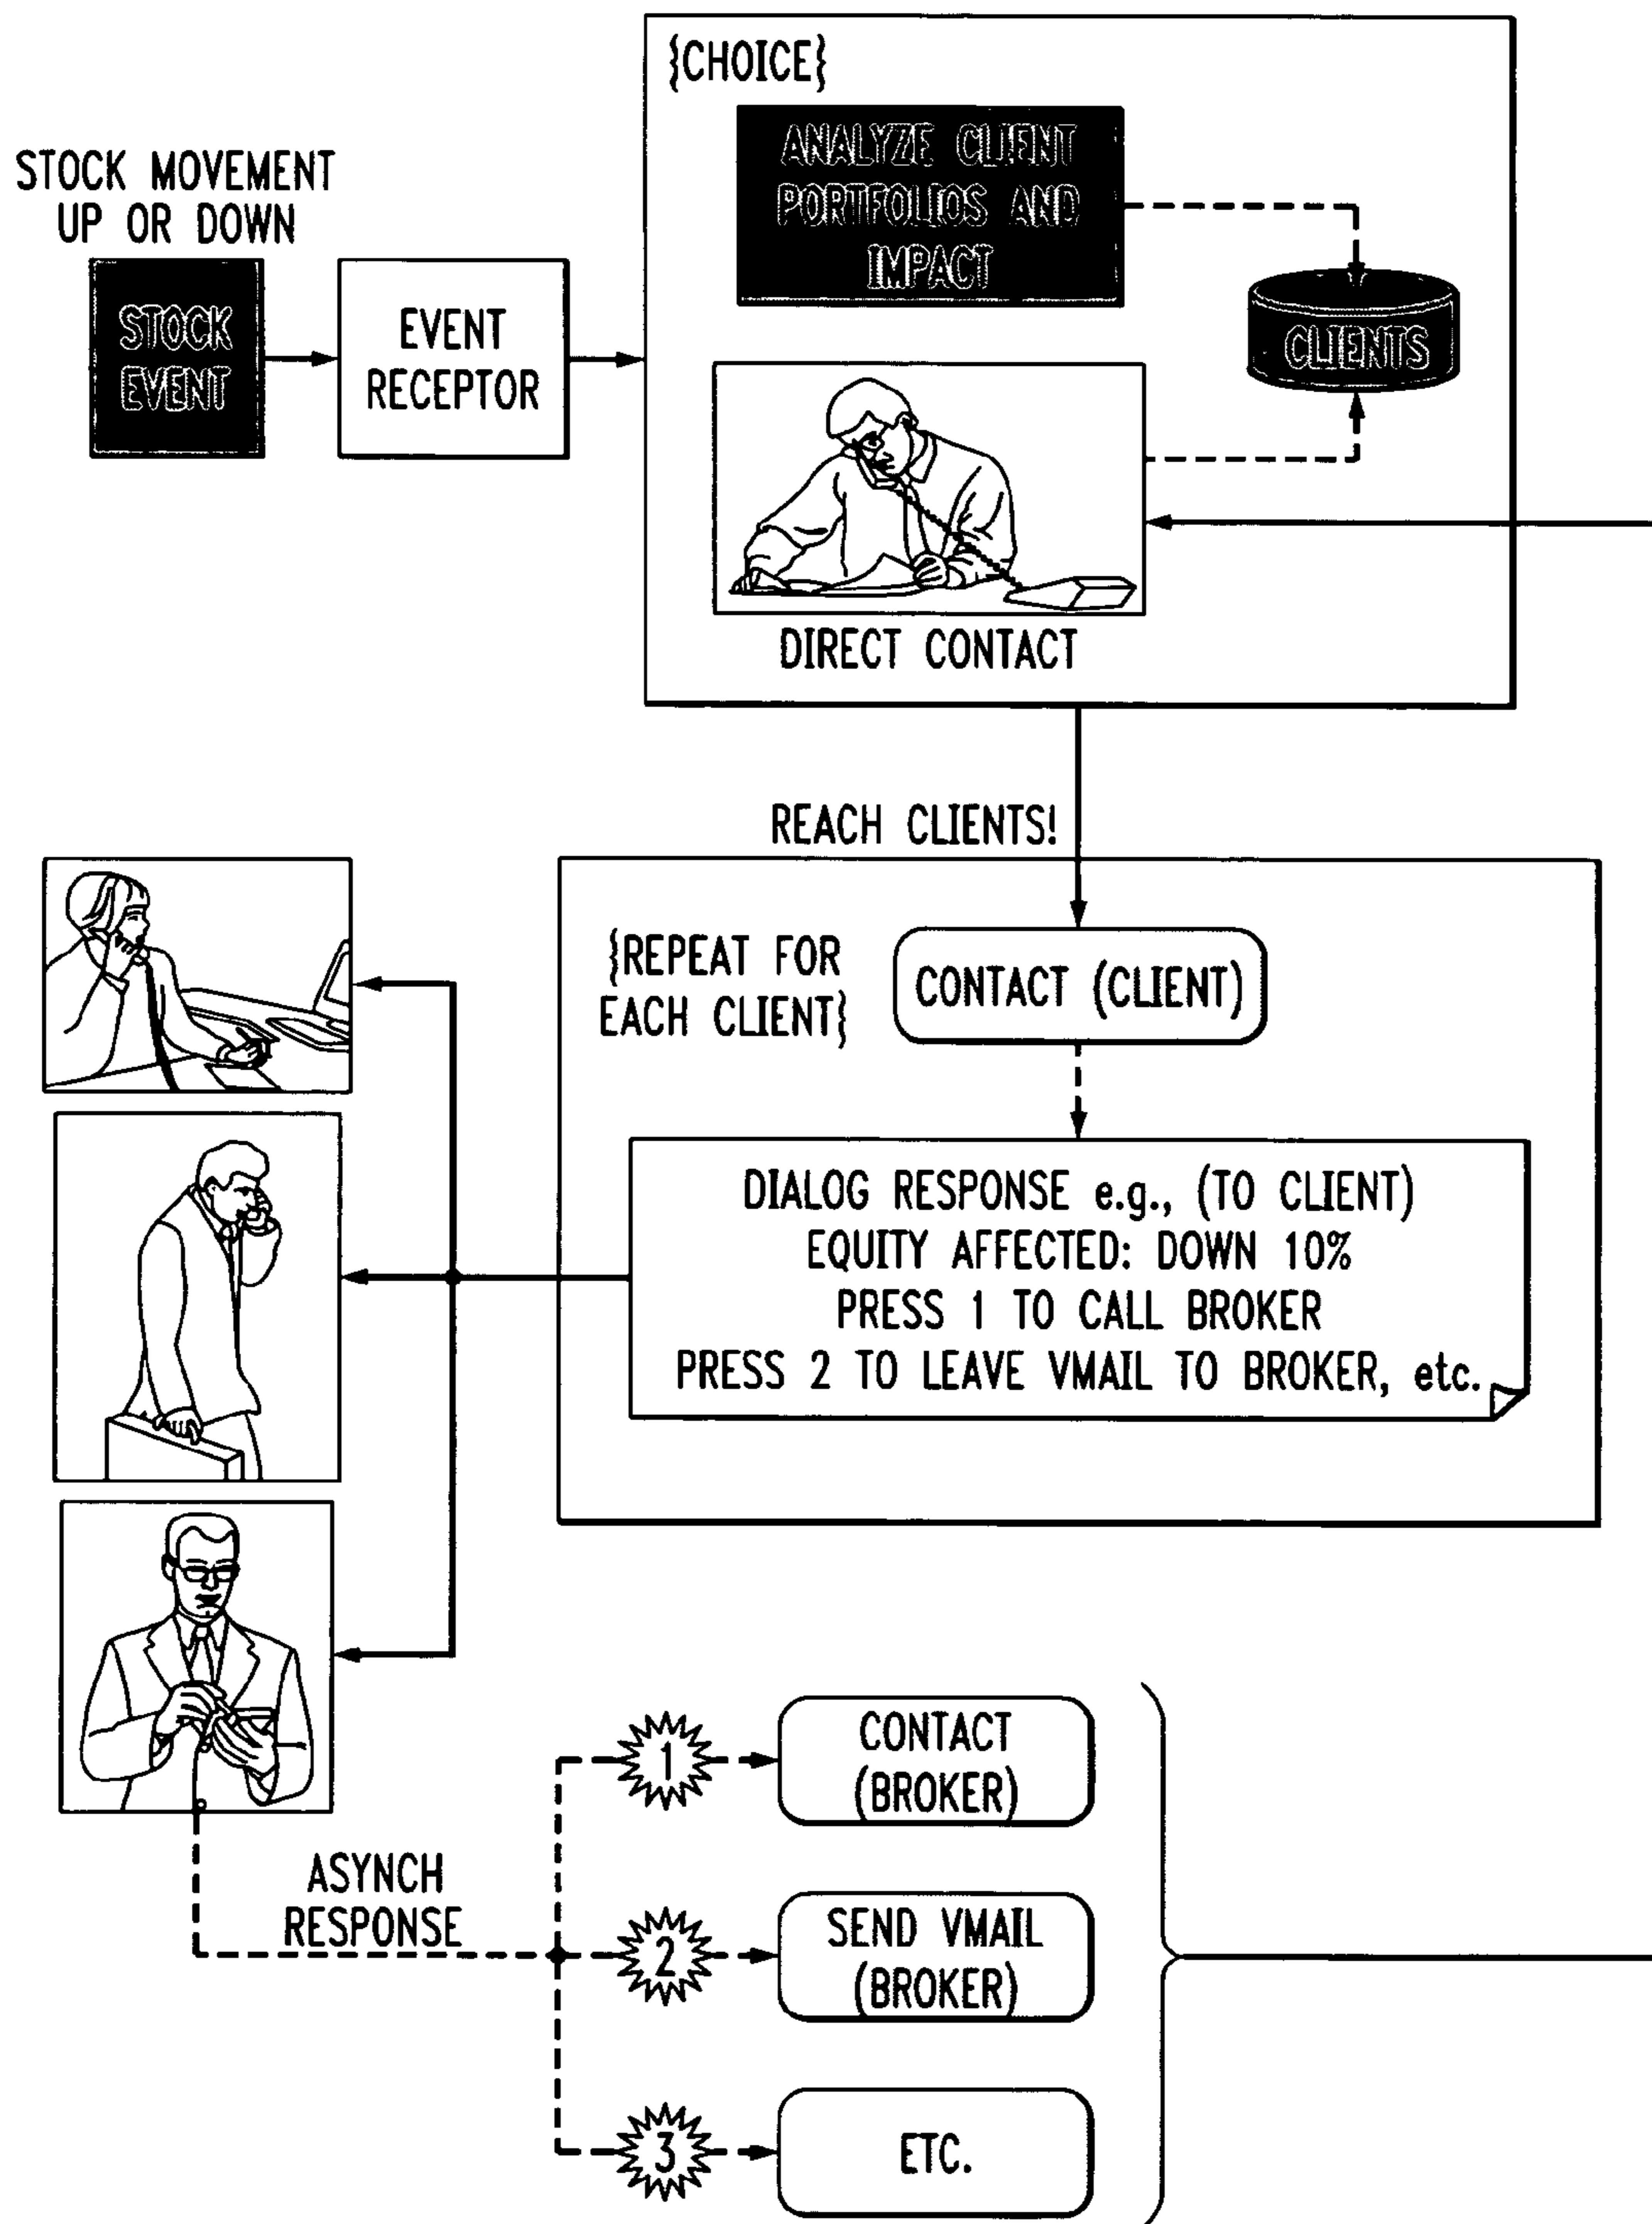 {CHOICE}
ANALYZE CLIENT
PORTFOLIOS AND
IMPACT
STOCK MOVEMENT
UP OR DOWN
STOCK
EVENT
EVENT
RECEPTOR
CLIENTS
DIRECT CONTACT
REACH CLIENTS!
{REPEAT FOR
EACH CLIENT}
CONTACT (CLIENT)
DIALOG RESPONSE e.g., (TO CLIENT)
EQUITY AFFECTED: DOWN 10%
PRESS 1 TO CALL BROKER
PRESS 2 TO LEAVE VMAIL TO BROKER, etc.
ASYNCH
RESPONSE
1
CONTACT
(BROKER)
2
SEND VMAIL
(BROKER)
3
ETC.